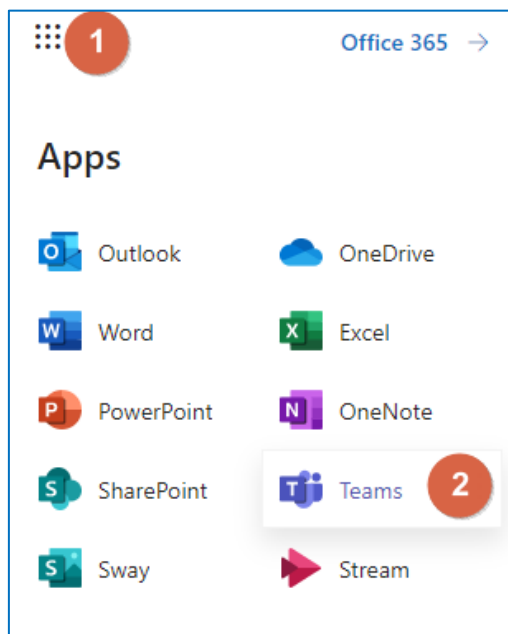 1 Office 365 →
Apps
Outlook OneDrive
Word Excel
PowerPoint OneNote
SharePoint Teams 2
Sway Stream